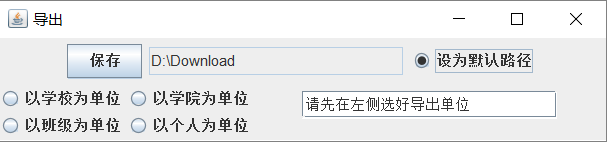 导出
保存 D:\Download 设为默认路径
以学校为单位 以学院为单位
请先在左侧选好导出单位
以班级为单位 以个人为单位